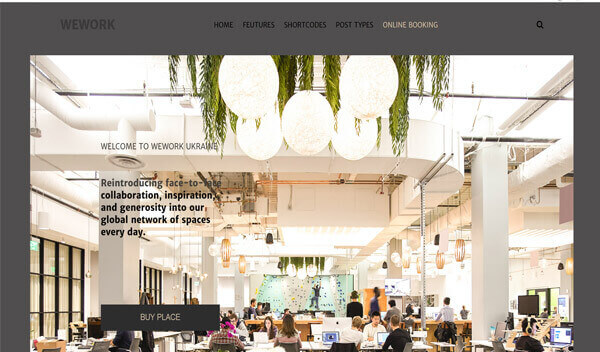 WEWORK
HOME FEUTURES SHORTCODES POST TYPES ONLINE BOOKING
WELCOME TO WEWORK UKRAINE
Reintroducing face-to-face
collaboration, inspiration,
and generosity into our
global network of spaces
every day.
BUY PLACE